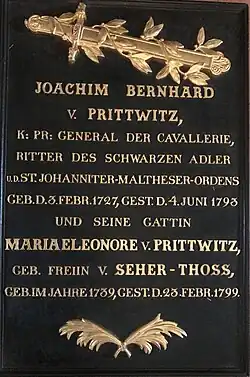 JOACHIM BERNHARD
V. PRITTWITZ,
K: PR: GENERAL DER CAVALLERIE,
RITTER DES SCHWARZEN ADLER
U.D. ST. JOHANNITER-MALTHESER-ORDENS
GEB. D. 3. FEBR. 1727, GEST. D. 4. JUNI 1793
UND SEINE GATTIN
MARIA ELEONORE V. PRITTWITZ,
GEB. FREIIN V. SEHER-THOSS,
GEB. IM JAHRE 1739, GEST. D. 23. FEBR. 1799.